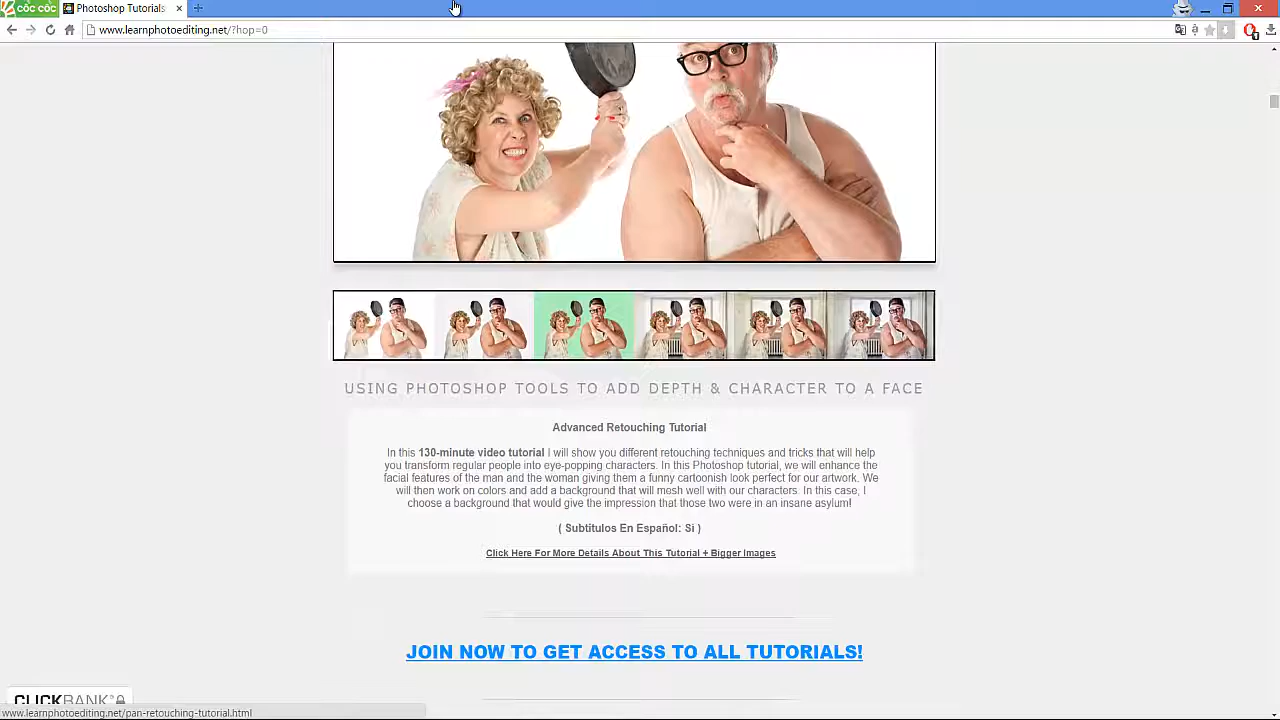 CỐC CỐC
Photoshop Tutorials
www.learnphotoediting.net/?hop=0
USING PHOTOSHOP TOOLS TO ADD DEPTH & CHARACTER TO A FACE
Advanced Retouching Tutorial
In this 130-minute video tutorial I will show you different retouching techniques and tricks that will help
you transform regular people into eye-popping characters. In this Photoshop tutorial, we will enhance the
facial features of the man and the woman giving them a funny cartoonish look perfect for our artwork. We
will then work on colors and add a background that will mesh well with our characters. In this case, I
choose a background that would give the impression that those two were in an insane asylum!
( Subtitulos En Español: Si )
Click Here For More Details About This Tutorial + Bigger Images
JOIN NOW TO GET ACCESS TO ALL TUTORIALS!
CLICKBANK
www.learnphotoediting.net/pan-retouching-tutorial.html